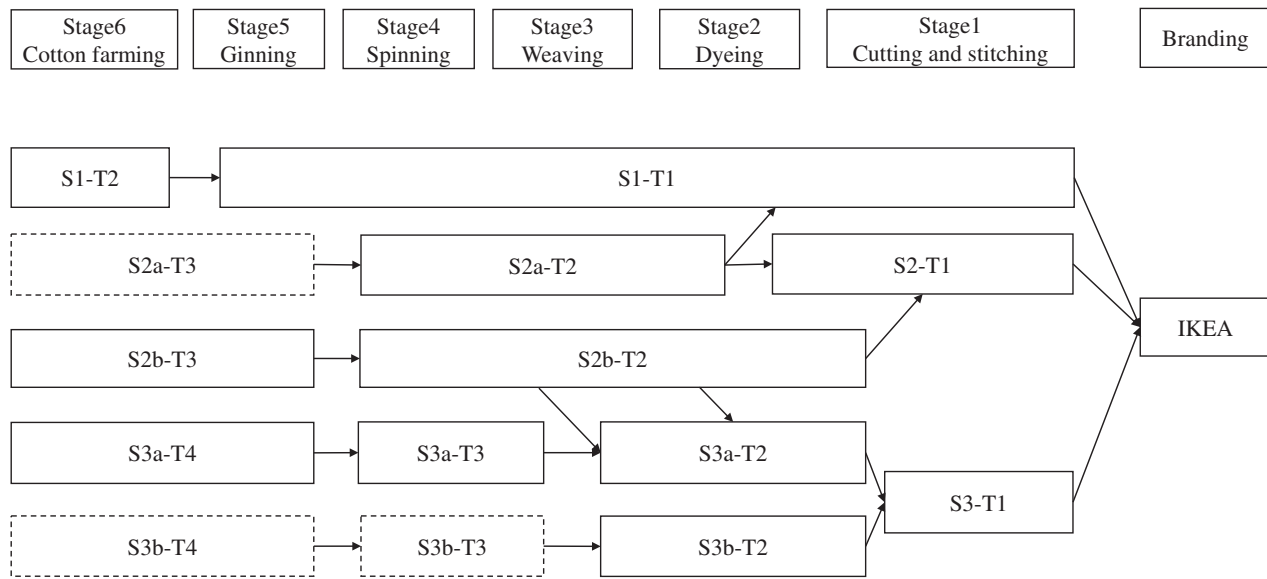 Stage6
Cotton farming
Stage5
Ginning
Stage4
Spinning
Stage3
Weaving
Stage2
Dyeing
Stage1
Cutting and stitching
Branding
S1-T2
S1-T1
S2a-T3
S2a-T2
S2-T1
IKEA
S2b-T3
S2b-T2
S3a-T4
S3a-T3
S3a-T2
S3-T1
S3b-T4
S3b-T3
S3b-T2